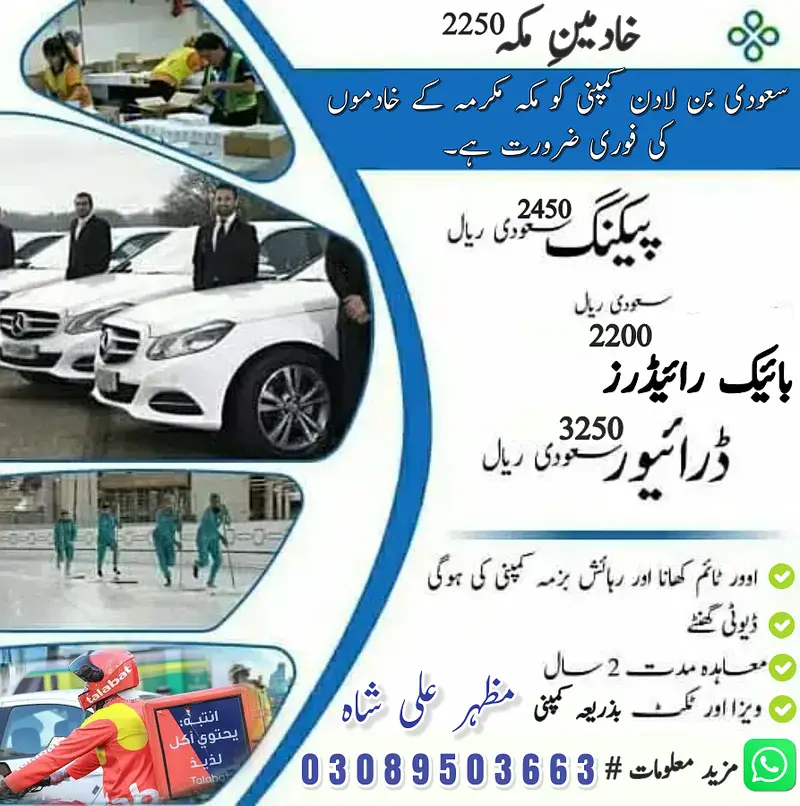 خادمینِ مکہ 2250
سعودی بن لادن کمپنی کو مکہ مکرمہ کے خادموں
کی فوری ضرورت ہے۔
پیکنگ 2450 سعودی ریال
سعودی ریال
2200
بائیک رائیڈرز
ڈرائیور 3250 سعودی ریال
اوور ٹائم کھانا اور رہائش بزمہ کمپنی کی ہوگی
ڈیوٹی گھنٹے
معاہدہ مدت 2 سال
ویزا اور ٹکٹ بذریعہ کمپنی
مظہر علی شاہ
مزید معلومات # 03089503663
talabat
انتبه:
يحتوي أكل
لذيذ
Talabat